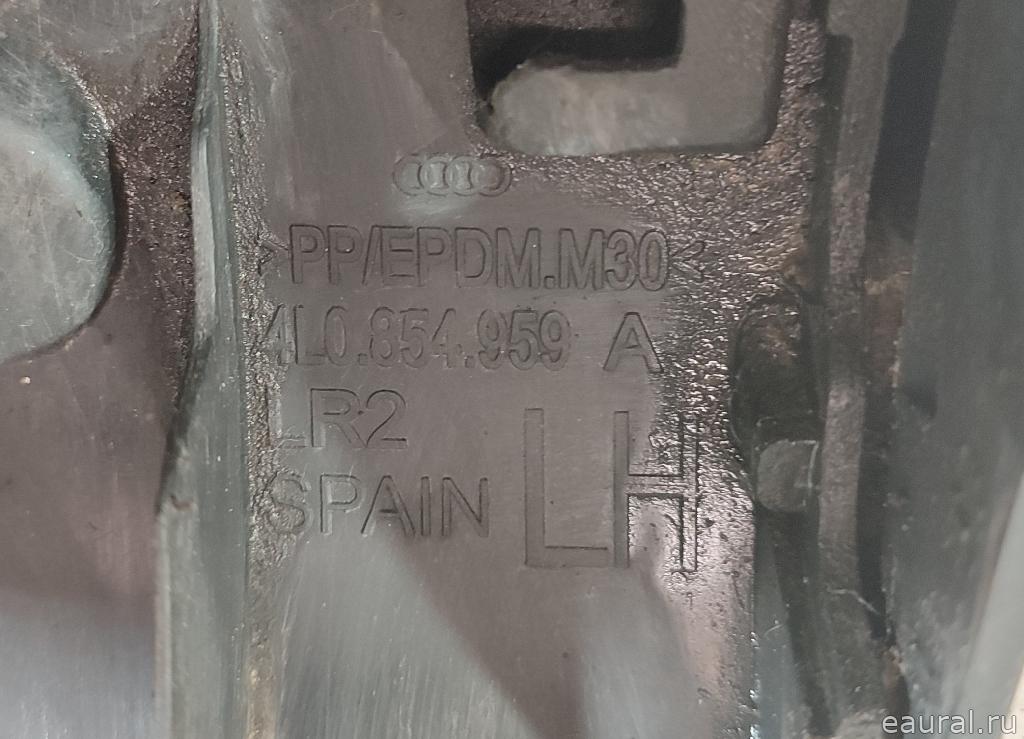 >PP/EPDM.M30<
4L0.854.959 A
LR2
SPAIN
LH
eaural.ru